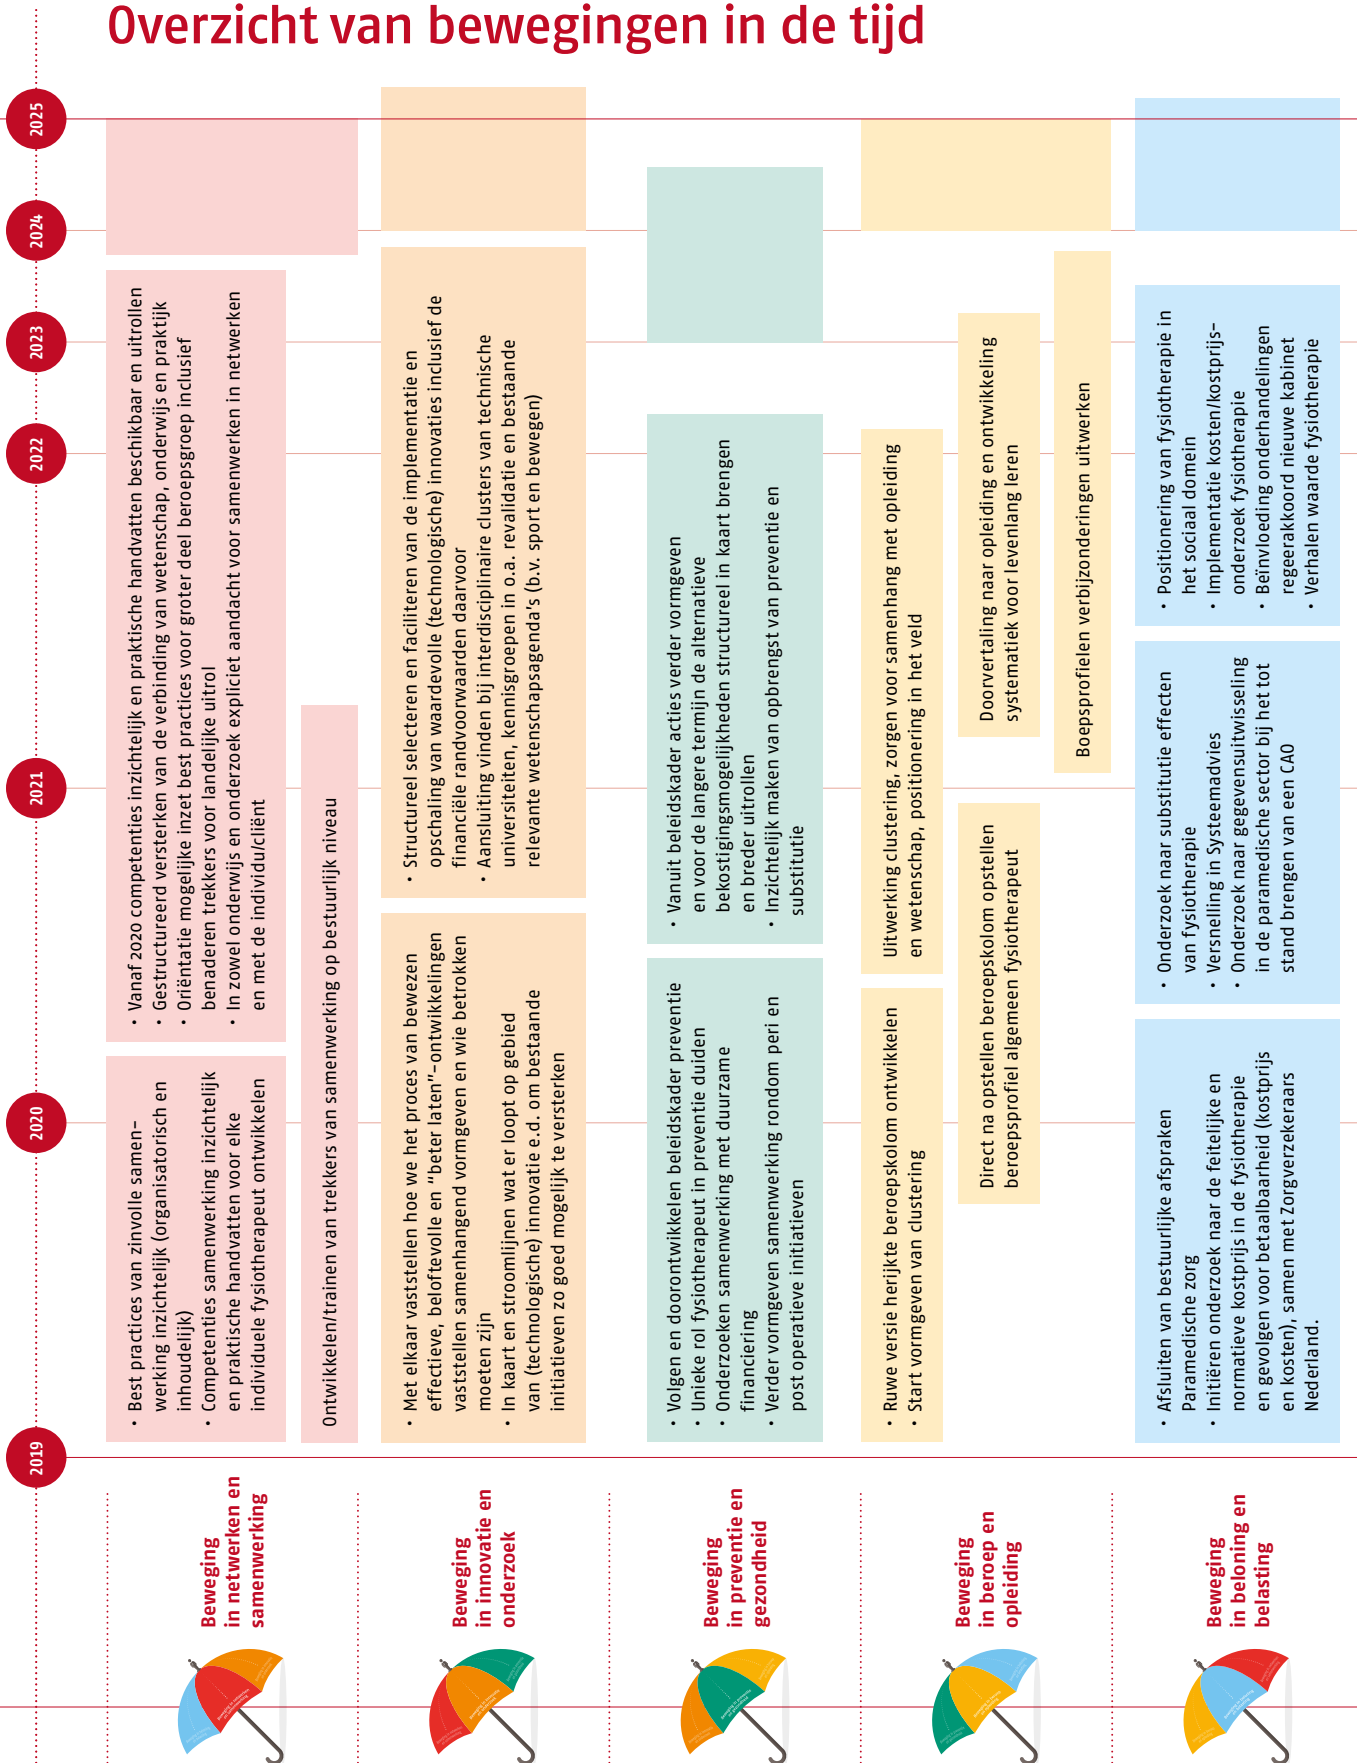 Overzicht van bewegingen in de tijd
2019
2020
2021
2022
2023
2024
2025
Beweging
in netwerken en
samenwerking
• Best practices van zinvolle samen-
werking inzichtelijk (organisatorisch en
inhoudelijk)
• Competenties samenwerking inzichtelijk
en praktische handvatten voor elke
individuele fysiotherapeut ontwikkelen
• Vanaf 2020 competenties inzichtelijk en praktische handvatten beschikbaar en uitrollen
• Gestructureerd versterken van de verbinding van wetenschap, onderwijs en praktijk
• Oriëntatie mogelijke inzet best practices voor groter deel beroepsgroep inclusief
benaderen trekkers voor landelijke uitrol
• In zowel onderwijs en onderzoek expliciet aandacht voor samenwerken in netwerken
en met de individu/cliënt
Ontwikkelen/trainen van trekkers van samenwerking op bestuurlijk niveau
Beweging
in innovatie en
onderzoek
• Met elkaar vaststellen hoe we het proces van bewezen
effectieve, beloftevolle en "beter laten"-ontwikkelingen
vaststellen samenhangend vormgeven en wie betrokken
moeten zijn
• In kaart en stroomlijnen wat er loopt op gebied
van (technologische) innovatie e.d. om bestaande
initiatieven zo goed mogelijk te versterken
• Structureel selecteren en faciliteren van de implementatie en
opschaling van waardevolle (technologische) innovaties inclusief de
financiële randvoorwaarden daarvoor
• Aansluiting vinden bij interdisciplinaire clusters van technische
universiteiten, kennisgroepen in o.a. revalidatie en bestaande
relevante wetenschapsagenda's (b.v. sport en bewegen)
Beweging
in preventie en
gezondheid
• Volgen en doorontwikkelen beleidskader preventie
• Unieke rol fysiotherapeut in preventie duiden
• Onderzoeken samenwerking met duurzame
financiering
• Verder vormgeven samenwerking rondom peri en
post operatieve initiatieven
• Vanuit beleidskader acties verder vormgeven
en voor de langere termijn de alternatieve
bekostigingsmogelijkheden structureel in kaart brengen
en breder uitrollen
• Inzichtelijk maken van opbrengst van preventie en
substitutie
Beweging
in beroep en
opleiding
• Ruwe versie herijkte beroepskolom ontwikkelen
• Start vormgeven van clustering
Uitwerking clustering, zorgen voor samenhang met opleiding
en wetenschap, positionering in het veld
Direct na opstellen beroepskolom opstellen
beroepsprofiel algemeen fysiotherapeut
Doorvertaling naar opleiding en ontwikkeling
systematiek voor levenlang leren
Boepsprofielen verbijzonderingen uitwerken
Beweging
in beloning en
belasting
• Afsluiten van bestuurlijke afspraken
Paramedische zorg
• Initiëren onderzoek naar de feitelijke en
normatieve kostprijs in de fysiotherapie
en gevolgen voor betaalbaarheid (kostprijs
en kosten), samen met Zorgverzekeraars
Nederland.
• Onderzoek naar substitutie effecten
van fysiotherapie
• Versnelling in Systemadvies
• Onderzoek naar gegevensuitwisseling
in de paramedische sector bij het tot
stand brengen van een CAO
• Positionering van fysiotherapie in
het sociaal domein
• Implementatie kosten/kostprijs-
onderzoek fysiotherapie
• Beïnvloeding onderhandelingen
regeerakkoord nieuwe kabinet
• Verhalen waarde fysiotherapie